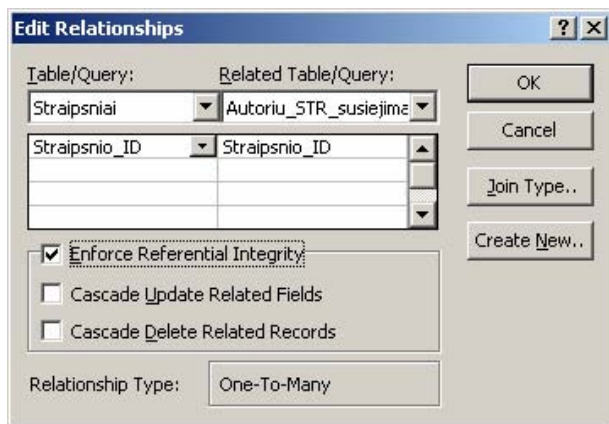 Edit Relationships
Table/Query: Related Table/Query:
Straipsniai Autoriu_STR_susiejima
Straipsnio_ID Straipsnio_ID
OK
Cancel
Join Type..
Create New..
Enforce Referential Integrity
Cascade Update Related Fields
Cascade Delete Related Records
Relationship Type: One-To-Many